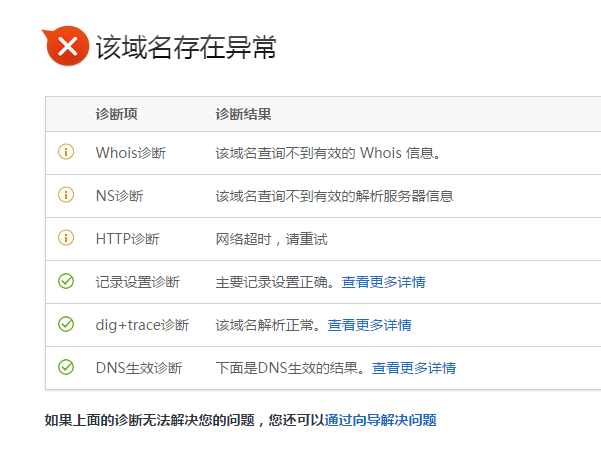 该域名存在异常
诊断项 诊断结果
Whois诊断 该域名查询不到有效的 Whois 信息。
NS诊断 该域名查询不到有效的解析服务器信息
HTTP诊断 网络超时，请重试
记录设置诊断 主要记录设置正确。查看更多详情
dig+trace诊断 该域名解析正常。查看更多详情
DNS生效诊断 下面是DNS生效的结果。查看更多详情
如果上面的诊断无法解决您的问题，您还可以通过向导解决问题